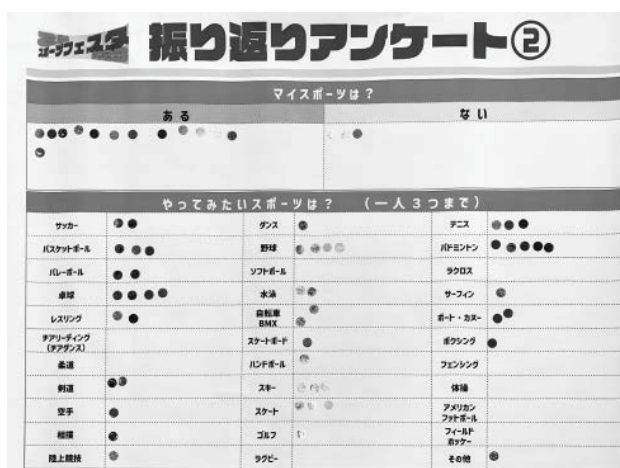 スポーツフェスタ 振り返りアンケート②
マイスポーツは？
ある ない
やってみたいスポーツは？ （一人３つまで）
サッカー ダンス テニス
バスケットボール 野球 バドミントン
バレーボール ソフトボール ラクロス
卓球 水泳 サーフィン
レスリング 自転車 ボート・カヌー
BMX
チアリーディング スケートボード ボクシング
(チアダンス)
柔道 ハンドボール フェンシング
剣道 スキー 体操
空手 スケート アメリカン
フットボール
相撲 ゴルフ フィールド
ホッケー
陸上競技 ラグビー その他